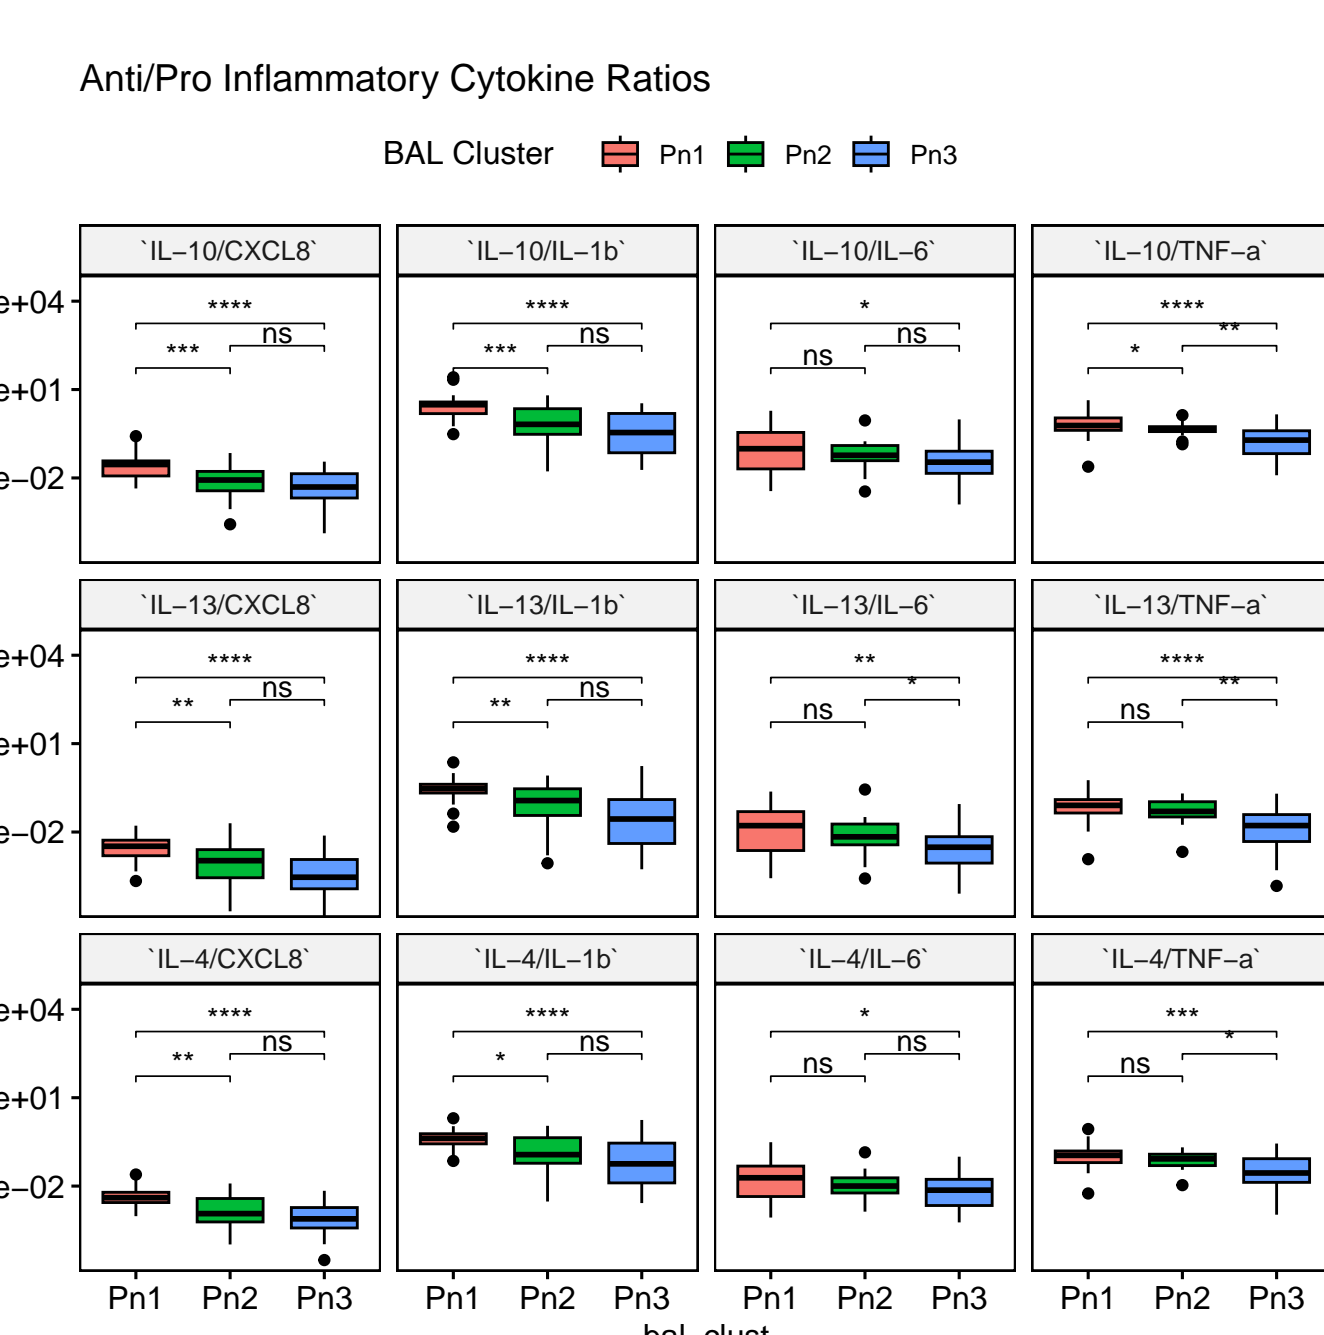 Anti/Pro Inflammatory Cytokine Ratios
BAL Cluster Pn1 Pn2 Pn3
`IL−10/CXCL8` `IL−10/IL−1b` `IL−10/IL−6` `IL−10/TNF−a`
e+04 **** **** * ****
ns ns ns **
*** *** ns *
e+01
e−02
`IL−13/CXCL8` `IL−13/IL−1b` `IL−13/IL−6` `IL−13/TNF−a`
e+04 **** **** ** ****
ns ns * **
** ** ns ns
e+01
e−02
`IL−4/CXCL8` `IL−4/IL−1b` `IL−4/IL−6` `IL−4/TNF−a`
e+04 **** **** * ***
ns ns ns *
** * ns ns
e+01
e−02
Pn1 Pn2 Pn3 Pn1 Pn2 Pn3 Pn1 Pn2 Pn3 Pn1 Pn2 Pn3
bal_clust